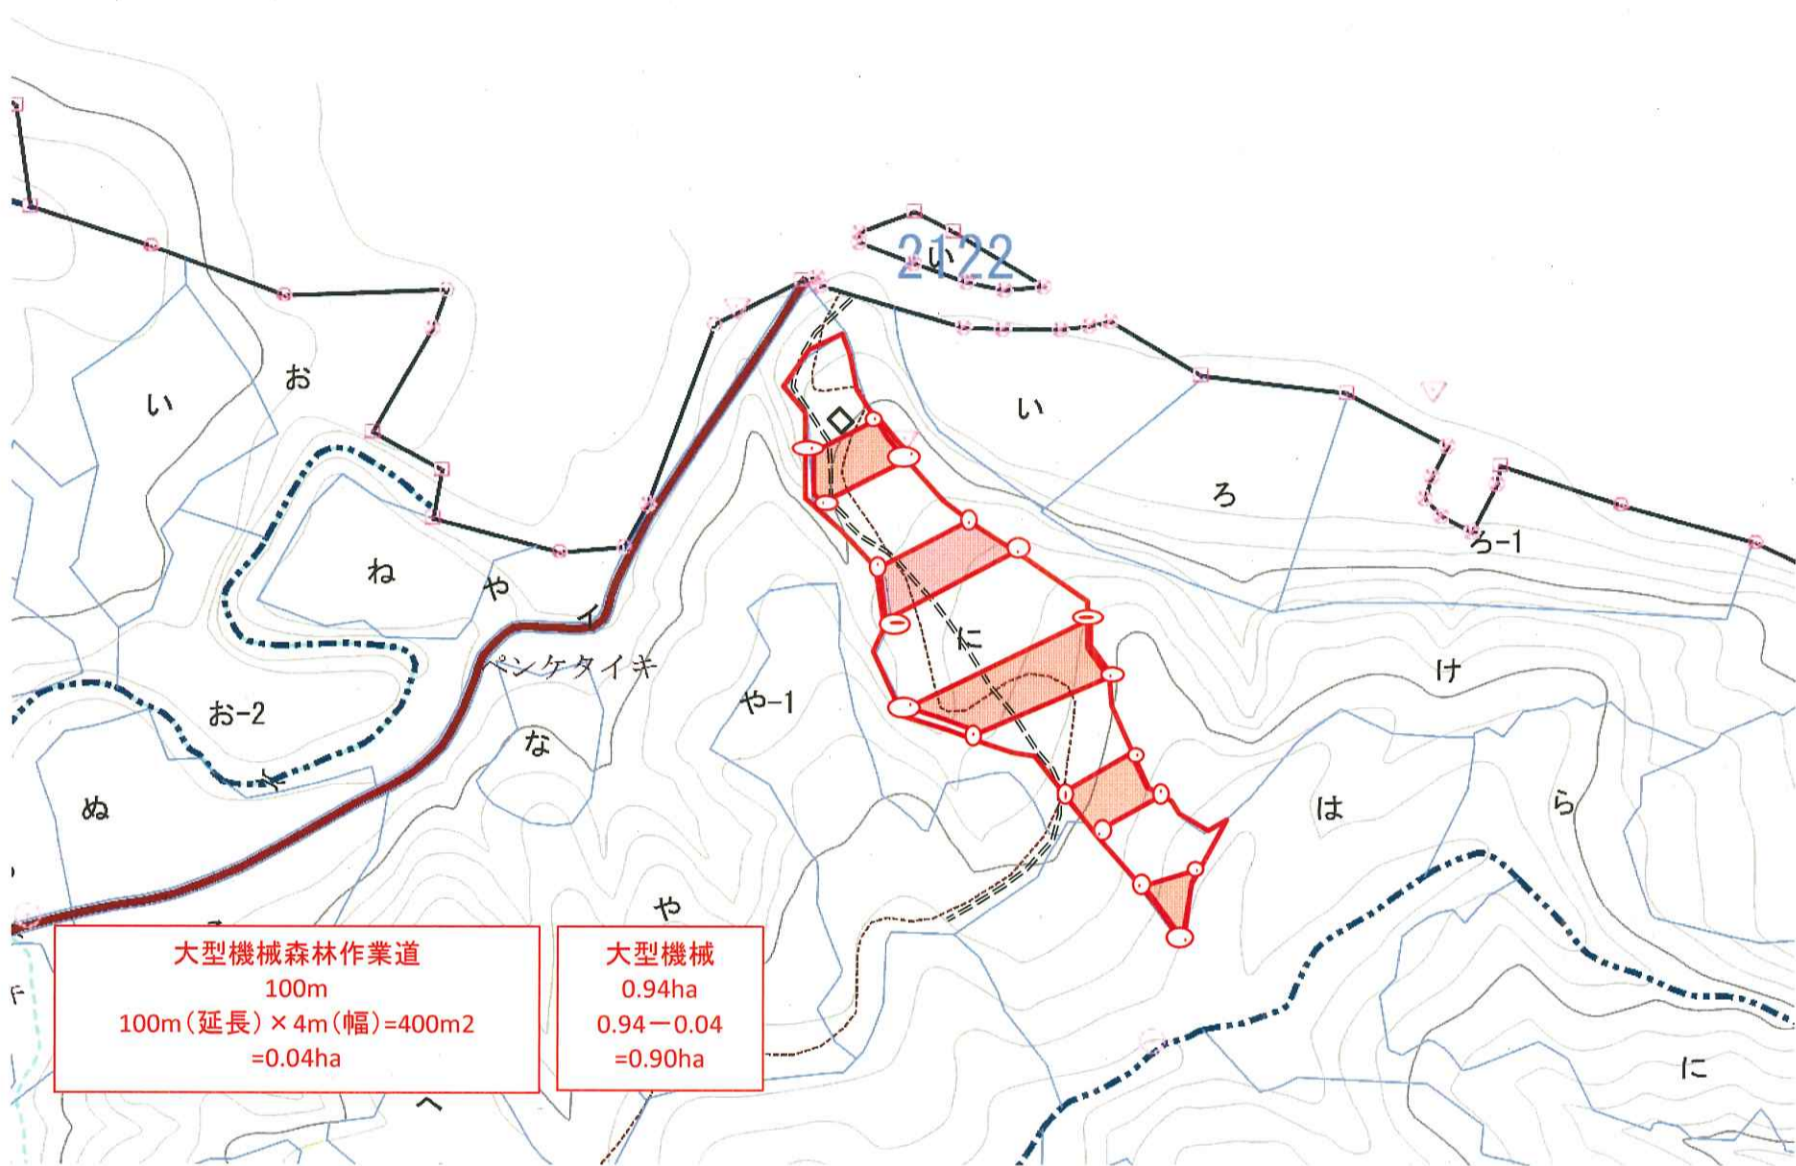 2122
い
お
い
い
ろ
ろ-1
ね
や
イ
ペンケタイキ
に
け
や-1
お-2
な
イ
ぬ
は
ら
や
大型機械森林作業道
100m
100m(延長)×4m(幅)=400m2
=0.04ha
大型機械
0.94ha
0.94－0.04
=0.90ha
に
へ